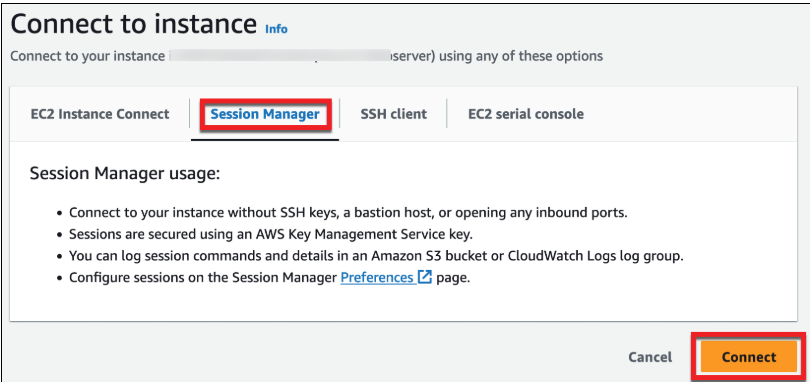 Connect to instance Info
Connect to your instance server) using any of these options
EC2 Instance Connect Session Manager SSH client EC2 serial console
Session Manager usage:
• Connect to your instance without SSH keys, a bastion host, or opening any inbound ports.
• Sessions are secured using an AWS Key Management Service key.
• You can log session commands and details in an Amazon S3 bucket or CloudWatch Logs log group.
• Configure sessions on the Session Manager Preferences page.
Cancel Connect